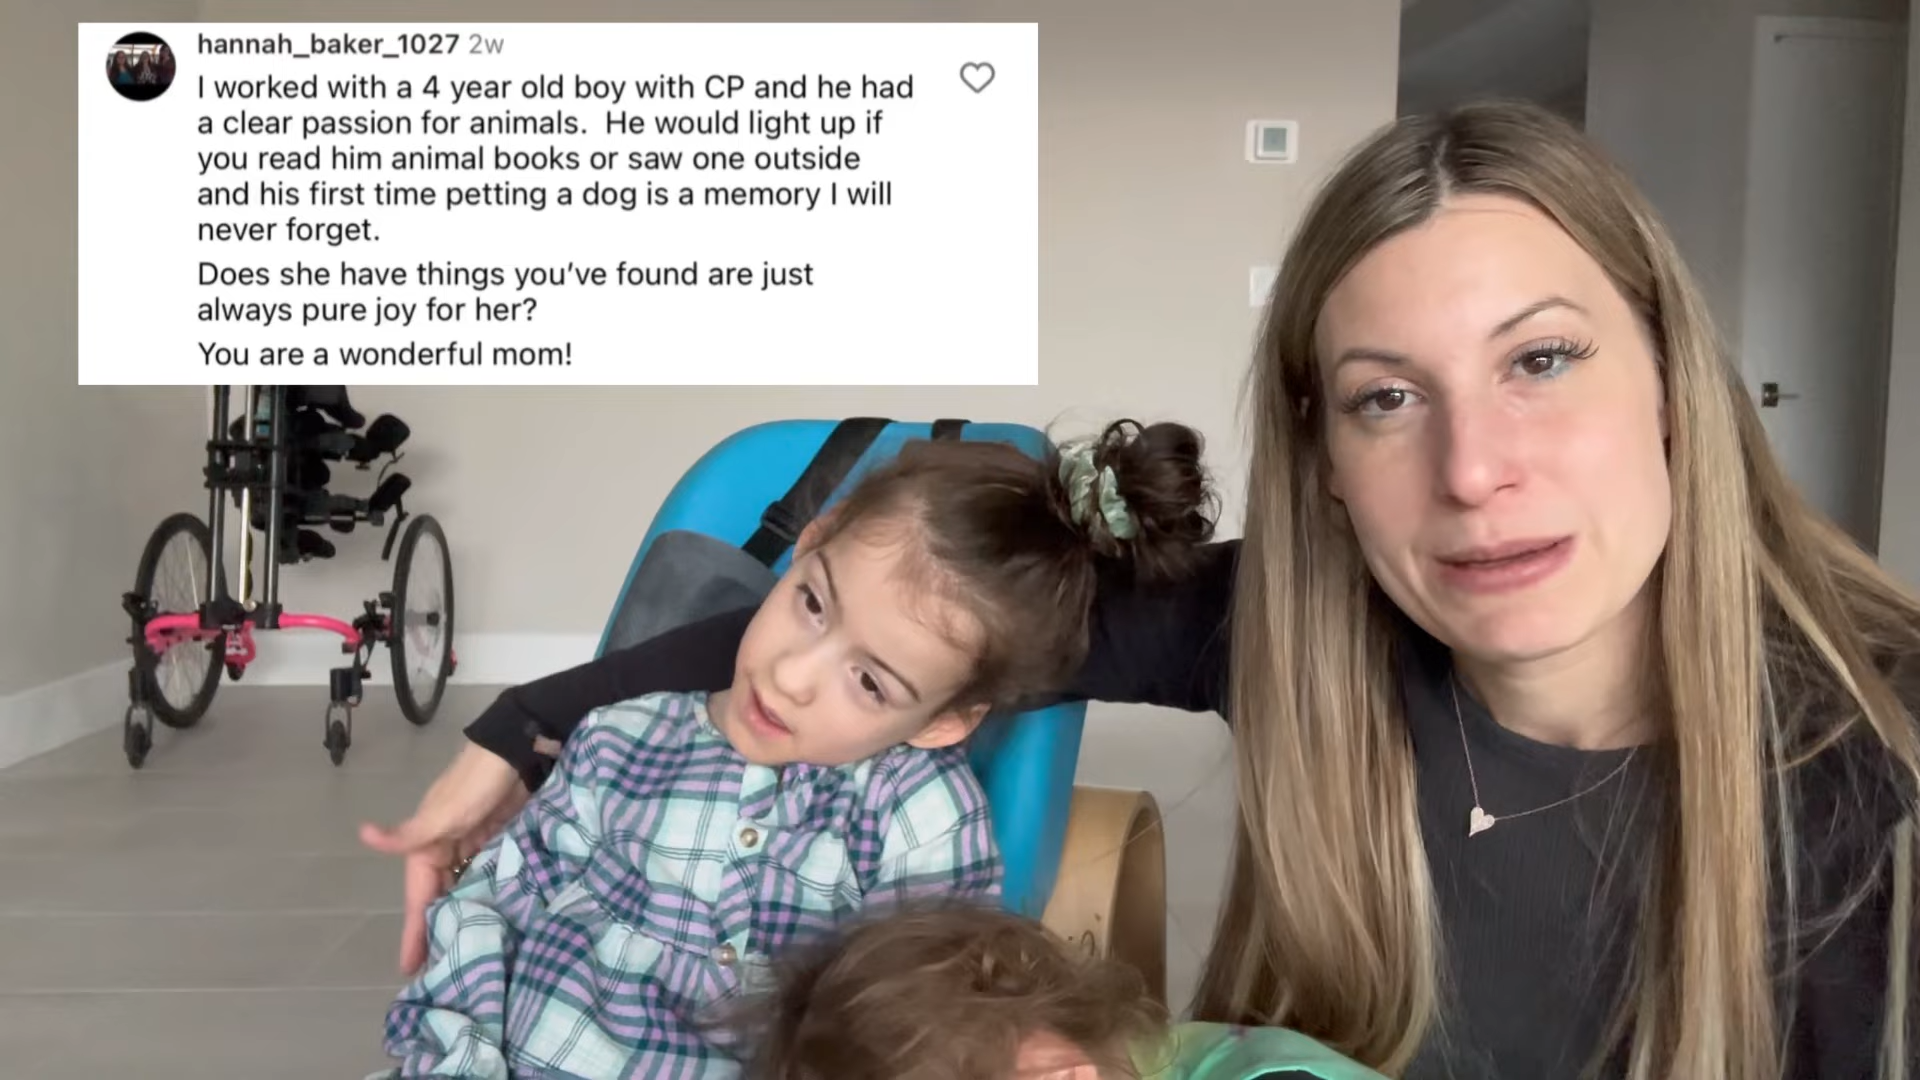 hannah_baker_1027 2w
I worked with a 4 year old boy with CP and he had
a clear passion for animals.  He would light up if
you read him animal books or saw one outside
and his first time petting a dog is a memory I will
never forget.
Does she have things you’ve found are just
always pure joy for her?
You are a wonderful mom!